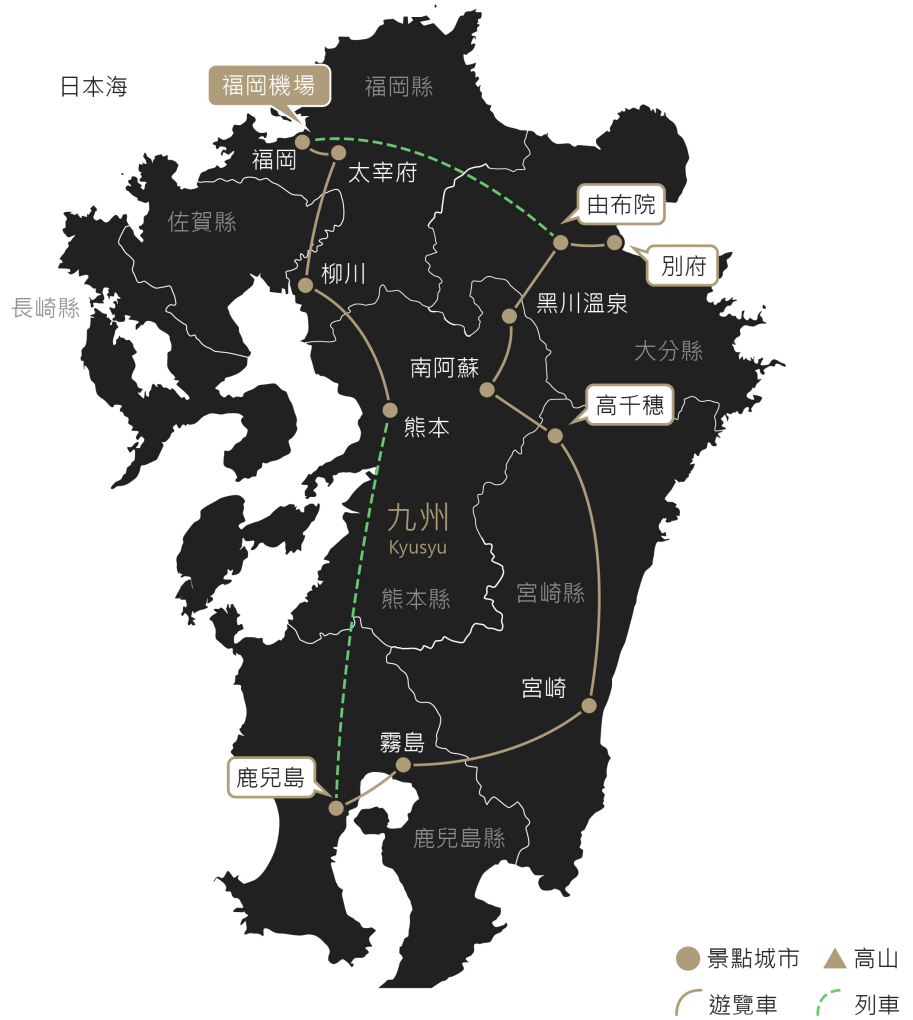 日本海
福岡機場
福岡縣
福岡
太宰府
由布院
佐賀縣
別府
柳川
長崎縣
黑川溫泉
大分縣
南阿蘇
高千穗
熊本
九州
Kyusyu
宮崎縣
熊本縣
宮崎
霧島
鹿兒島
鹿兒島縣
景點城市
高山
遊覽車
列車